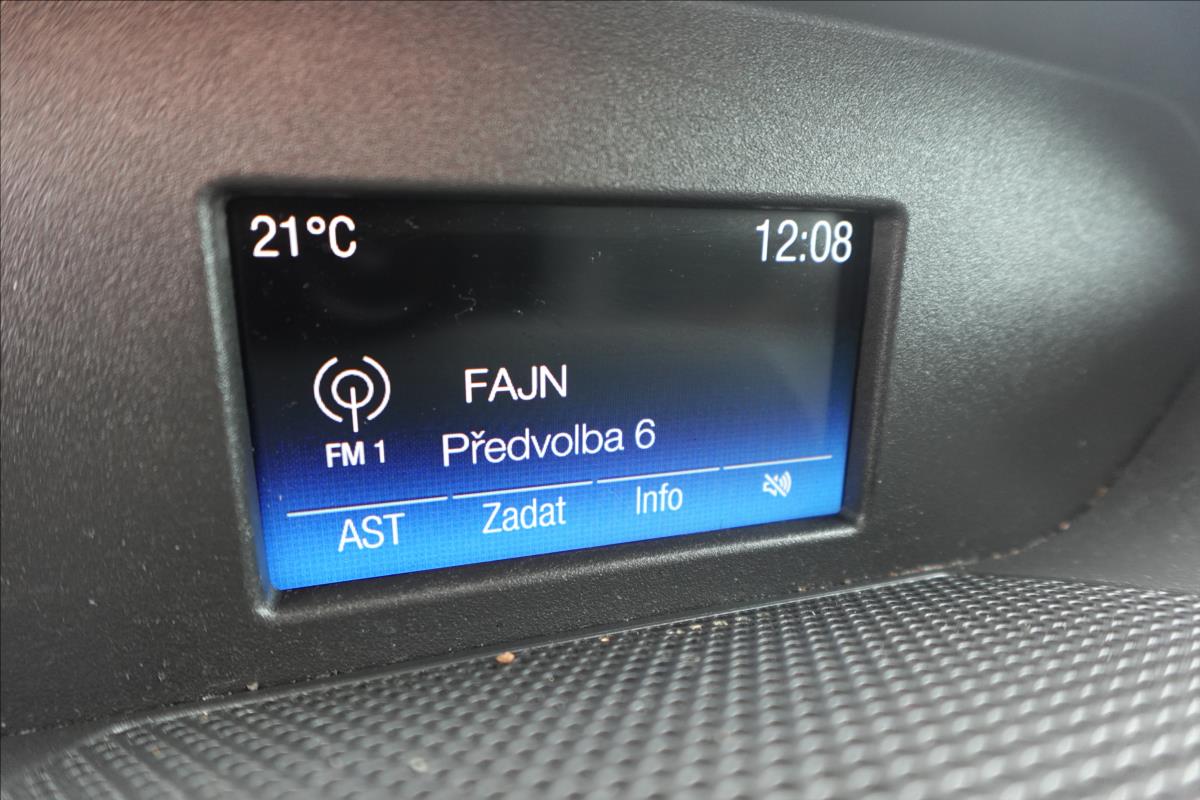 21°C 12:08
FAJN
FM 1 Předvolba 6
AST Zadat Info